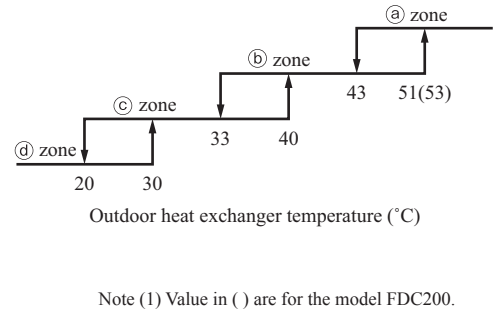 ⓐ zone
ⓑ zone
43 51(53)
ⓒ zone
33 40
ⓓ zone
20 30
Outdoor heat exchanger temperature (˚C)
Note (1) Value in ( ) are for the model FDC200.